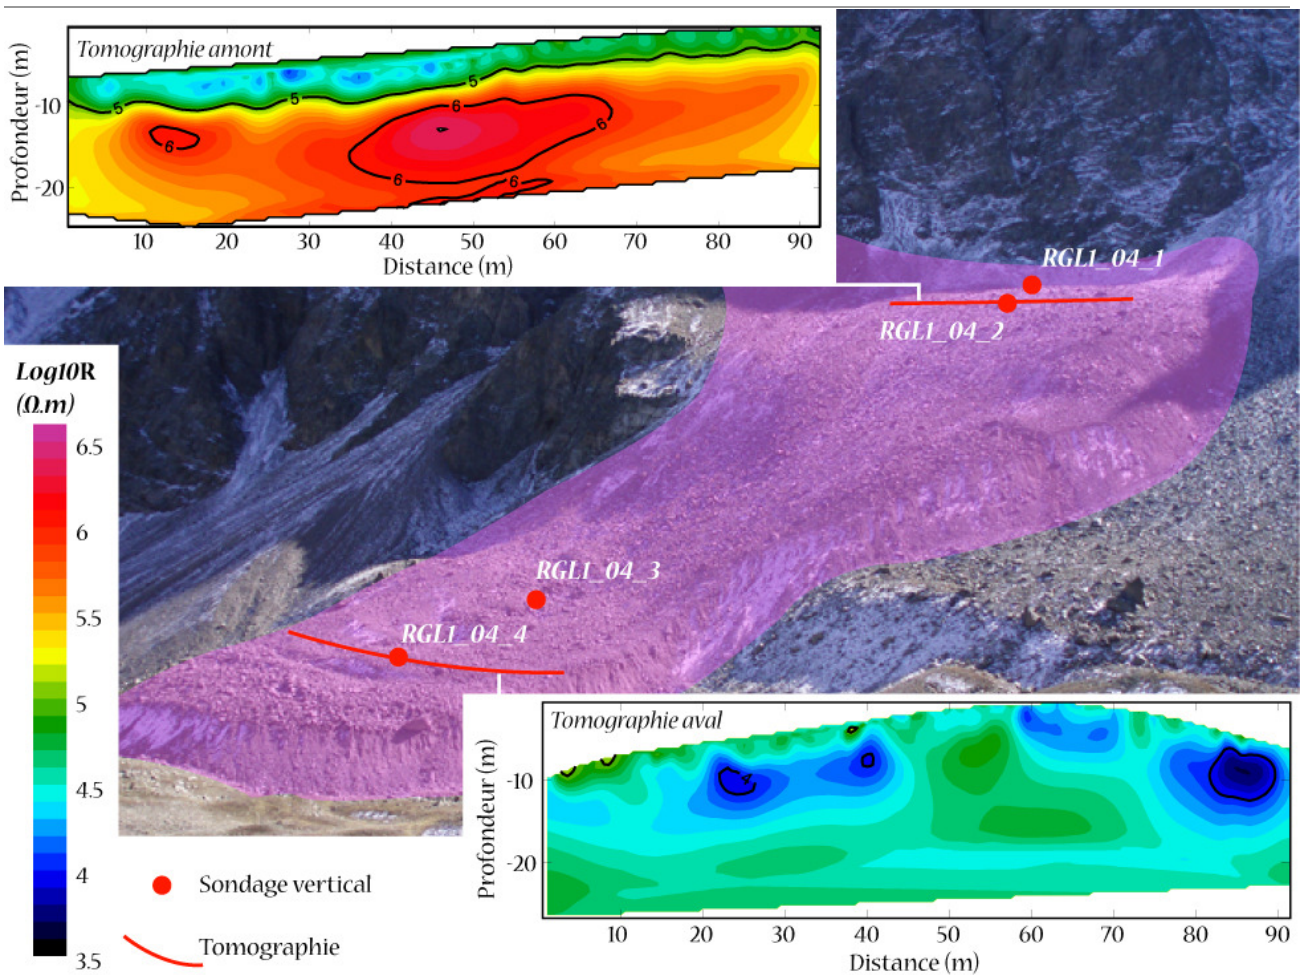 Tomographie amont
Profondeur (m)
-10
-20
5
5
5
6
6
6
6
6
10 20 30 40 50 60 70 80 90
Distance (m)
RGL1_04_1
RGL1_04_2
Log10R
(Ω.m)
6.5
6
5.5
5
4.5
4
3.5
RGL1_04_3
RGL1_04_4
Tomographie aval
Profondeur (m)
-10
-20
4
10 20 30 40 50 60 70 80 90
Distance (m)
Sondage vertical
Tomographie